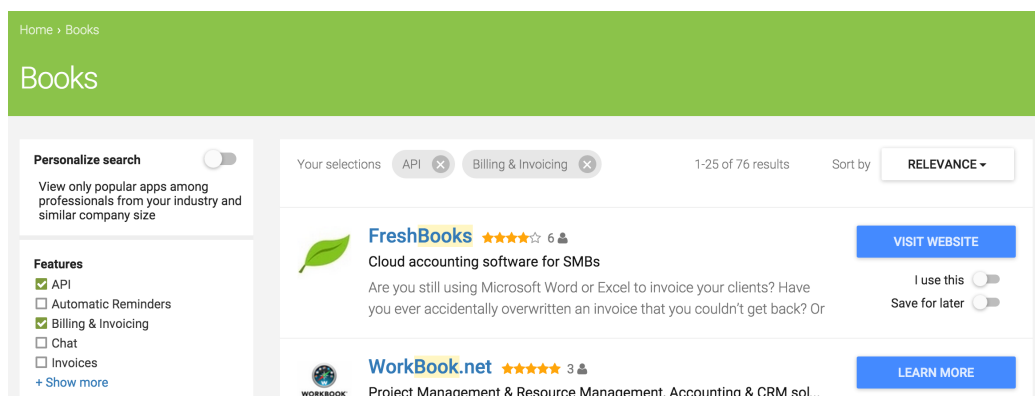 Home › Books
Books
Personalize search
View only popular apps among
professionals from your industry and
similar company size
Features
API
Automatic Reminders
Billing & Invoicing
Chat
Invoices
+ Show more
Your selections API Billing & Invoicing 1-25 of 76 results Sort by RELEVANCE
FreshBooks 6
Cloud accounting software for SMBs
Are you still using Microsoft Word or Excel to invoice your clients? Have
you ever accidentally overwritten an invoice that you couldn't get back? Or
VISIT WEBSITE
I use this
Save for later
WORKBOOK
WorkBook.net 3
Project Management & Resource Management, Accounting & CRM sol...
LEARN MORE